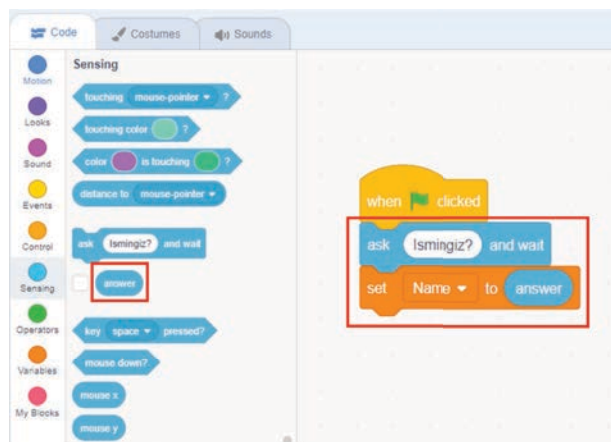 Code Costumes Sounds
Motion
Looks
Sound
Events
Control
Sensing
Operators
Variables
My Blocks
Sensing
touching mouse-pointer ?
touching color ?
color is touching ?
distance to mouse-pointer
ask Ismingiz? and wait
answer
key space pressed?
mouse down?
mouse x
mouse y
when clicked
ask Ismingiz? and wait
set Name to answer